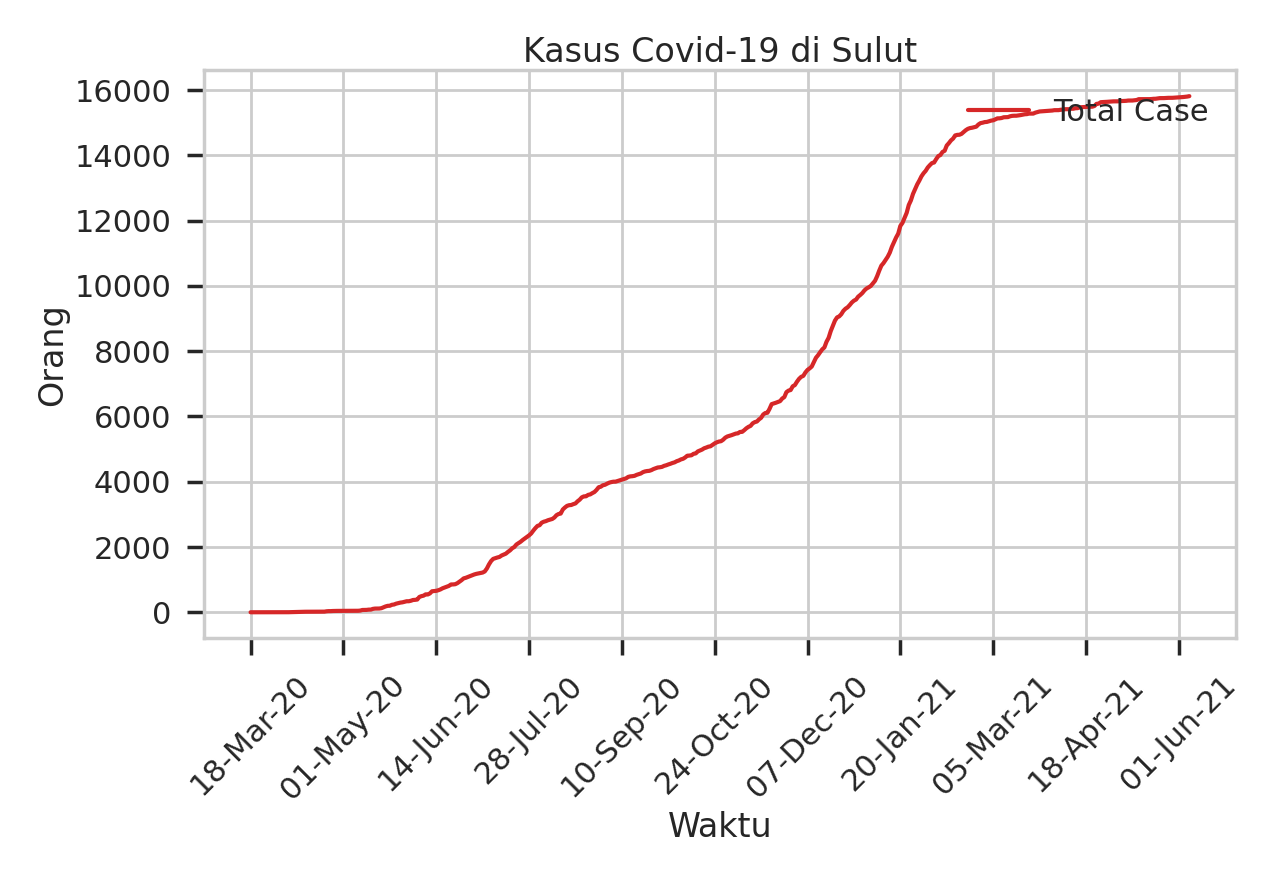 Kasus Covid-19 di Sulut
Total Case
16000
14000
12000
10000
8000
6000
4000
2000
0
Orang
18-Mar-20
01-May-20
14-Jun-20
28-Jul-20
10-Sep-20
24-Oct-20
07-Dec-20
20-Jan-21
05-Mar-21
18-Apr-21
01-Jun-21
Waktu